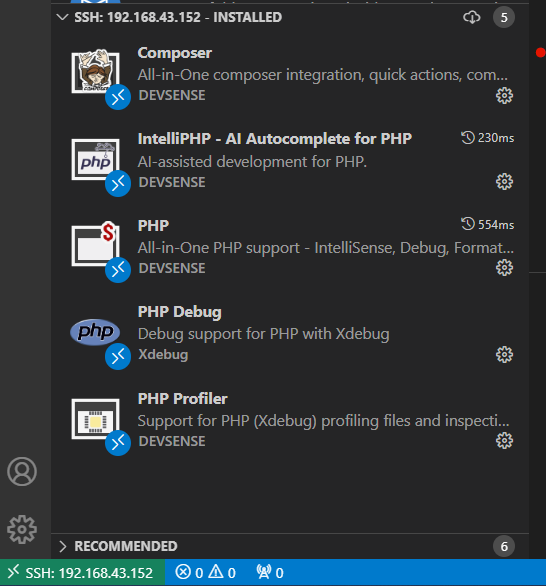 SSH: 192.168.43.152 - INSTALLED
5
Composer
All-in-One composer integration, quick actions, com...
DEVSENSE
IntelliPHP - AI Autocomplete for PHP
230ms
php
AI-assisted development for PHP.
DEVSENSE
PHP
554ms
All-in-One PHP support - IntelliSense, Debug, Format...
DEVSENSE
PHP Debug
php
Debug support for PHP with Xdebug
Xdebug
PHP Profiler
Support for PHP (Xdebug) profiling files and inspecti...
DEVSENSE
RECOMMENDED
6
SSH: 192.168.43.152
0
0
0